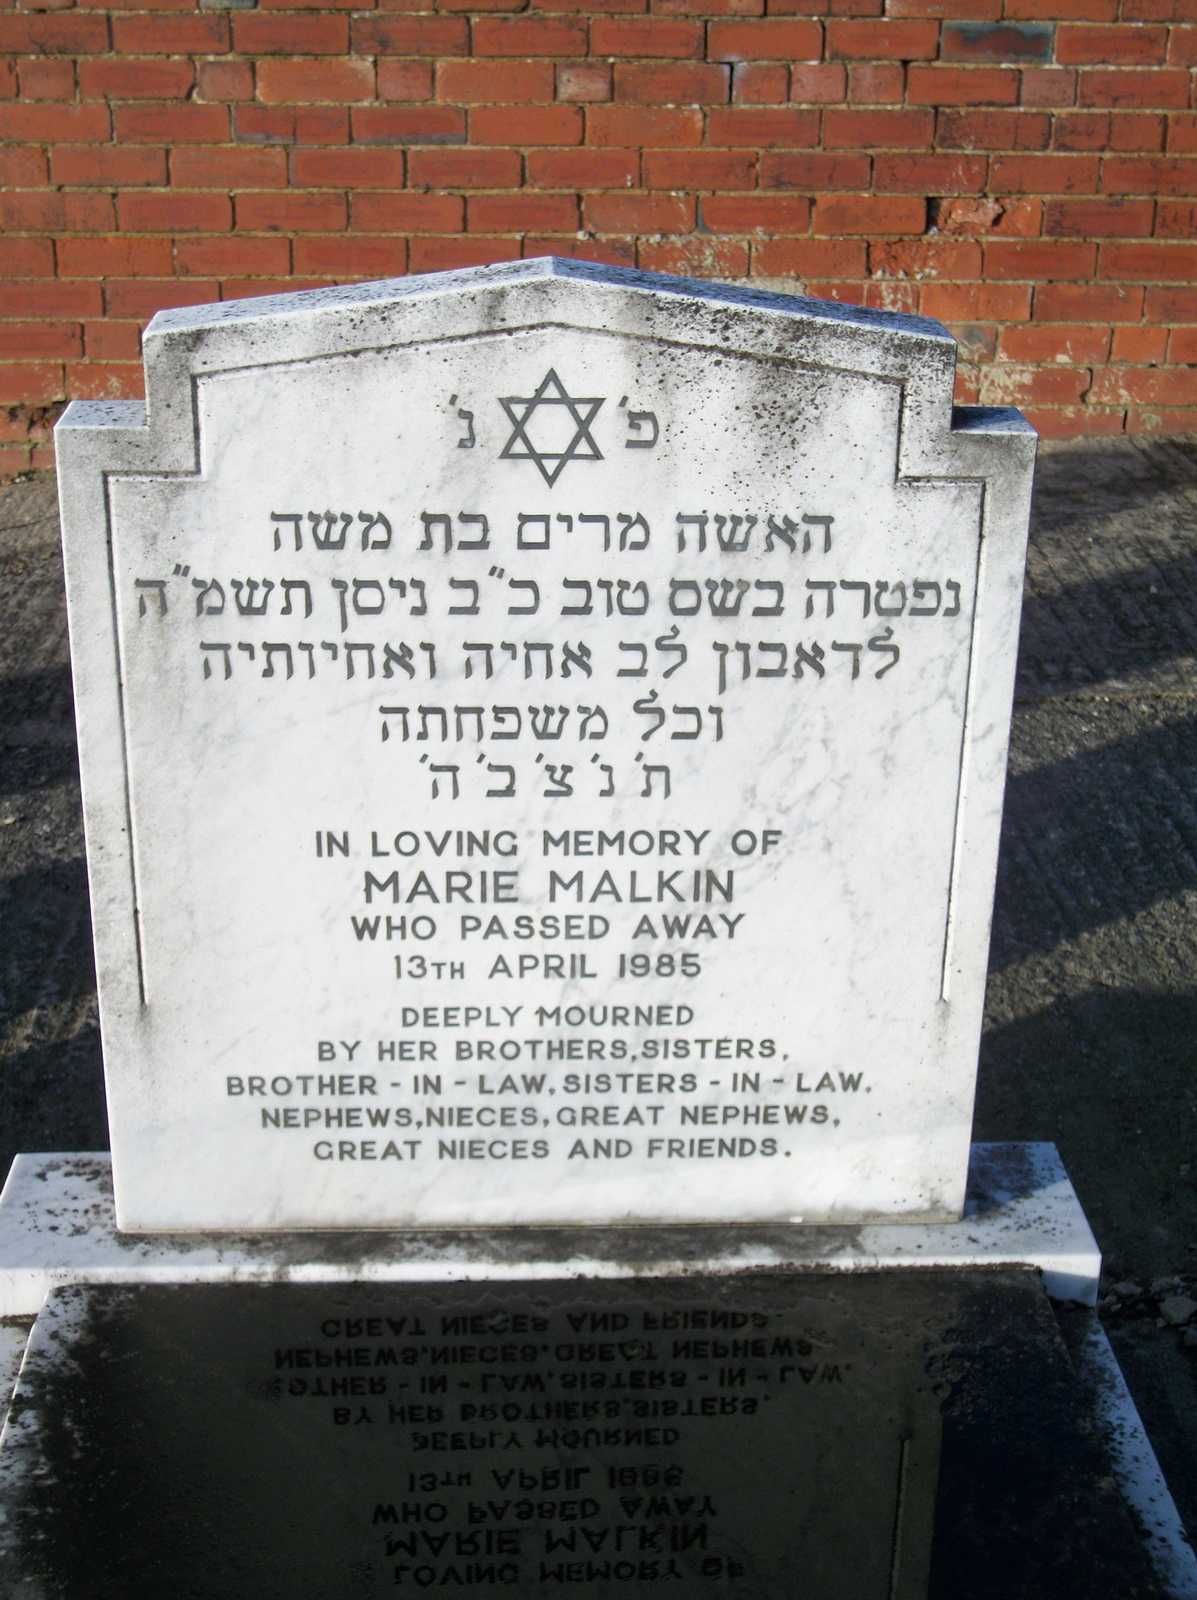 פ' נ'
האשה מרים בת משה
נפטרה בשם טוב כ"ב ניסן תשמ"ה
לדאבון לב אחיה ואחיותיה
וכל משפחתה
ת' נ' צ' ב' ה'
IN LOVING MEMORY OF
MARIE MALKIN
WHO PASSED AWAY
13TH APRIL 1985
DEEPLY MOURNED
BY HER BROTHERS, SISTERS,
BROTHER - IN - LAW, SISTERS - IN - LAW.
NEPHEWS, NIECES, GREAT NEPHEWS,
GREAT NIECES AND FRIENDS.